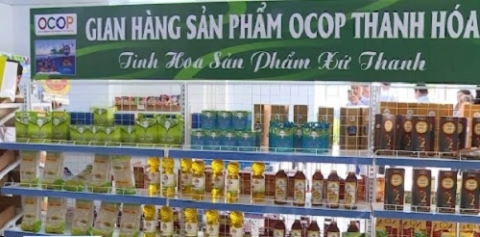 OCOP
GIAN HÀNG SẢN PHẨM OCOP THANH HÓA
Tinh Hoa Sản Phẩm Xứ Thanh